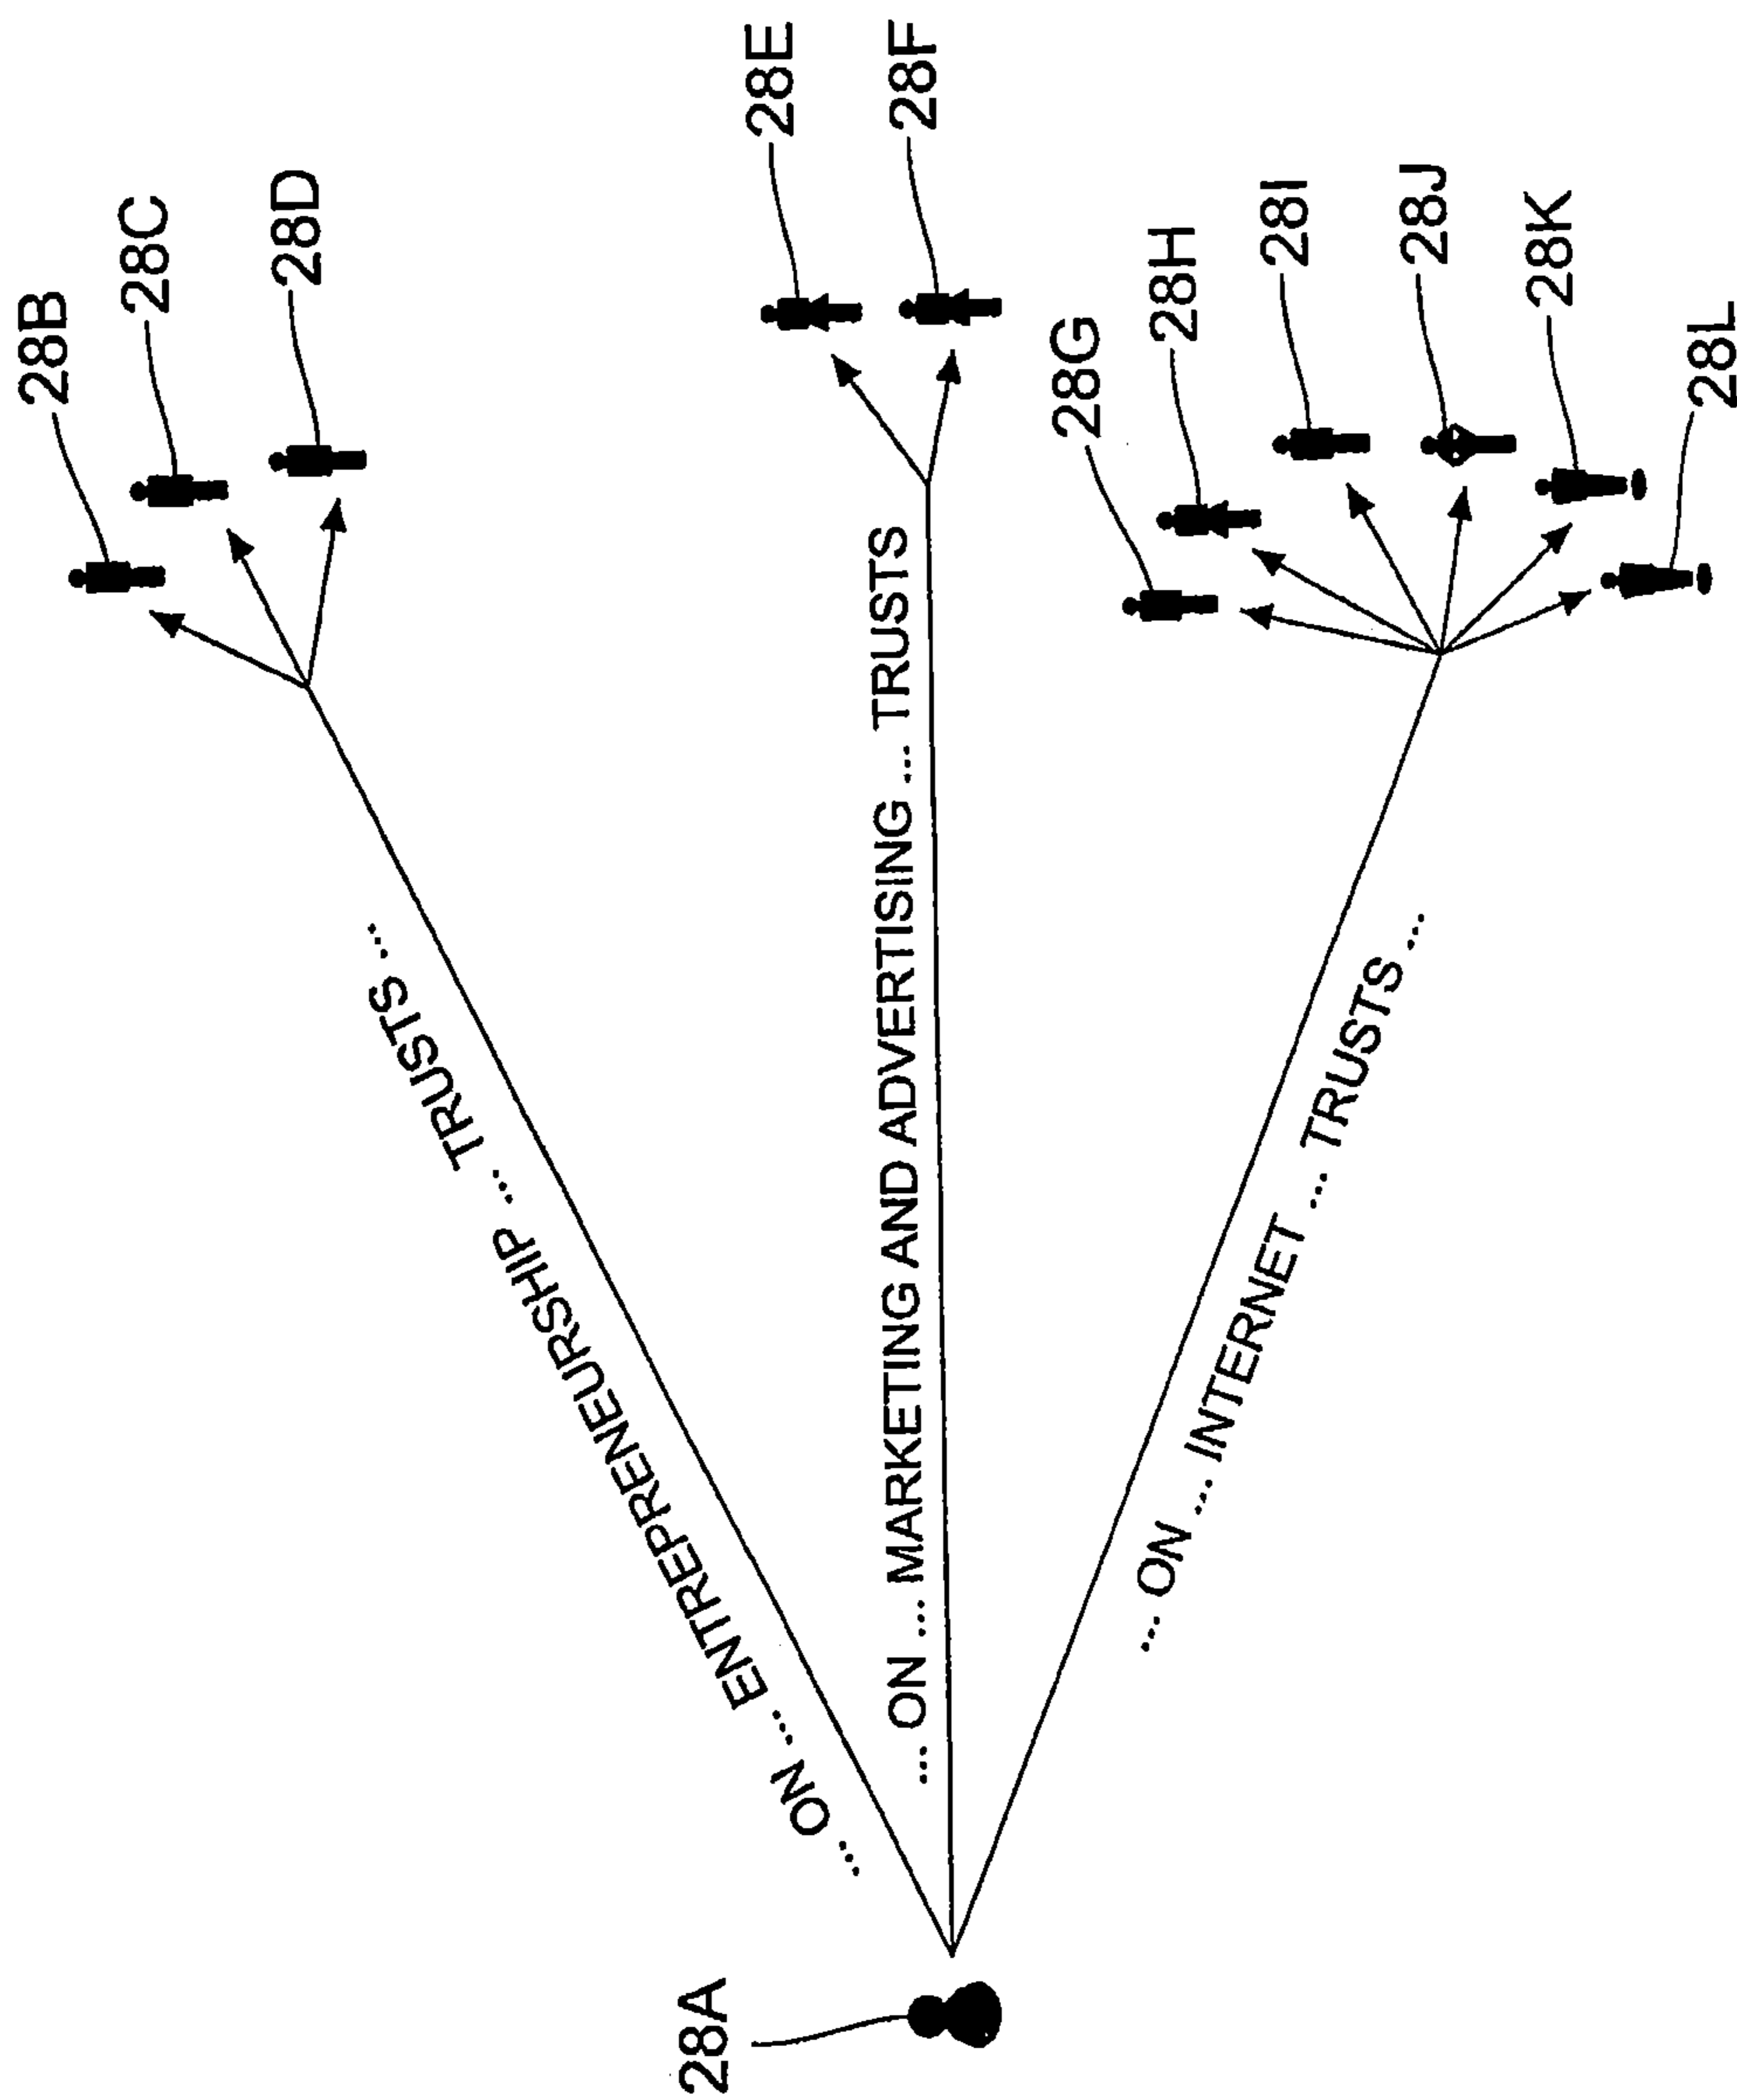 28A
... ON ... ENTREPRENEURSHIP ... TRUSTS ...
28B
28C
28D
... ON ... MARKETING AND ADVERTISING ... TRUSTS
28E
28F
... ON ... INTERNET ... TRUSTS ...
28G
28H
28I
28J
28K
28L